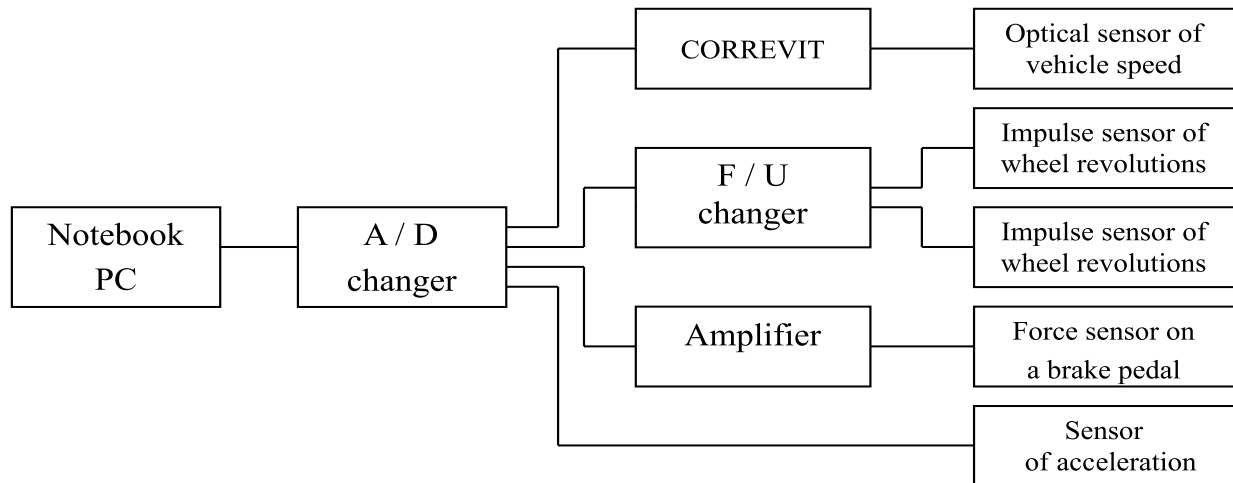 Notebook
PC
A / D
changer
CORREVIT
F / U
changer
Amplifier
Optical sensor of
vehicle speed
Impulse sensor of
wheel revolutions
Impulse sensor of
wheel revolutions
Force sensor on
a brake pedal
Sensor
of acceleration